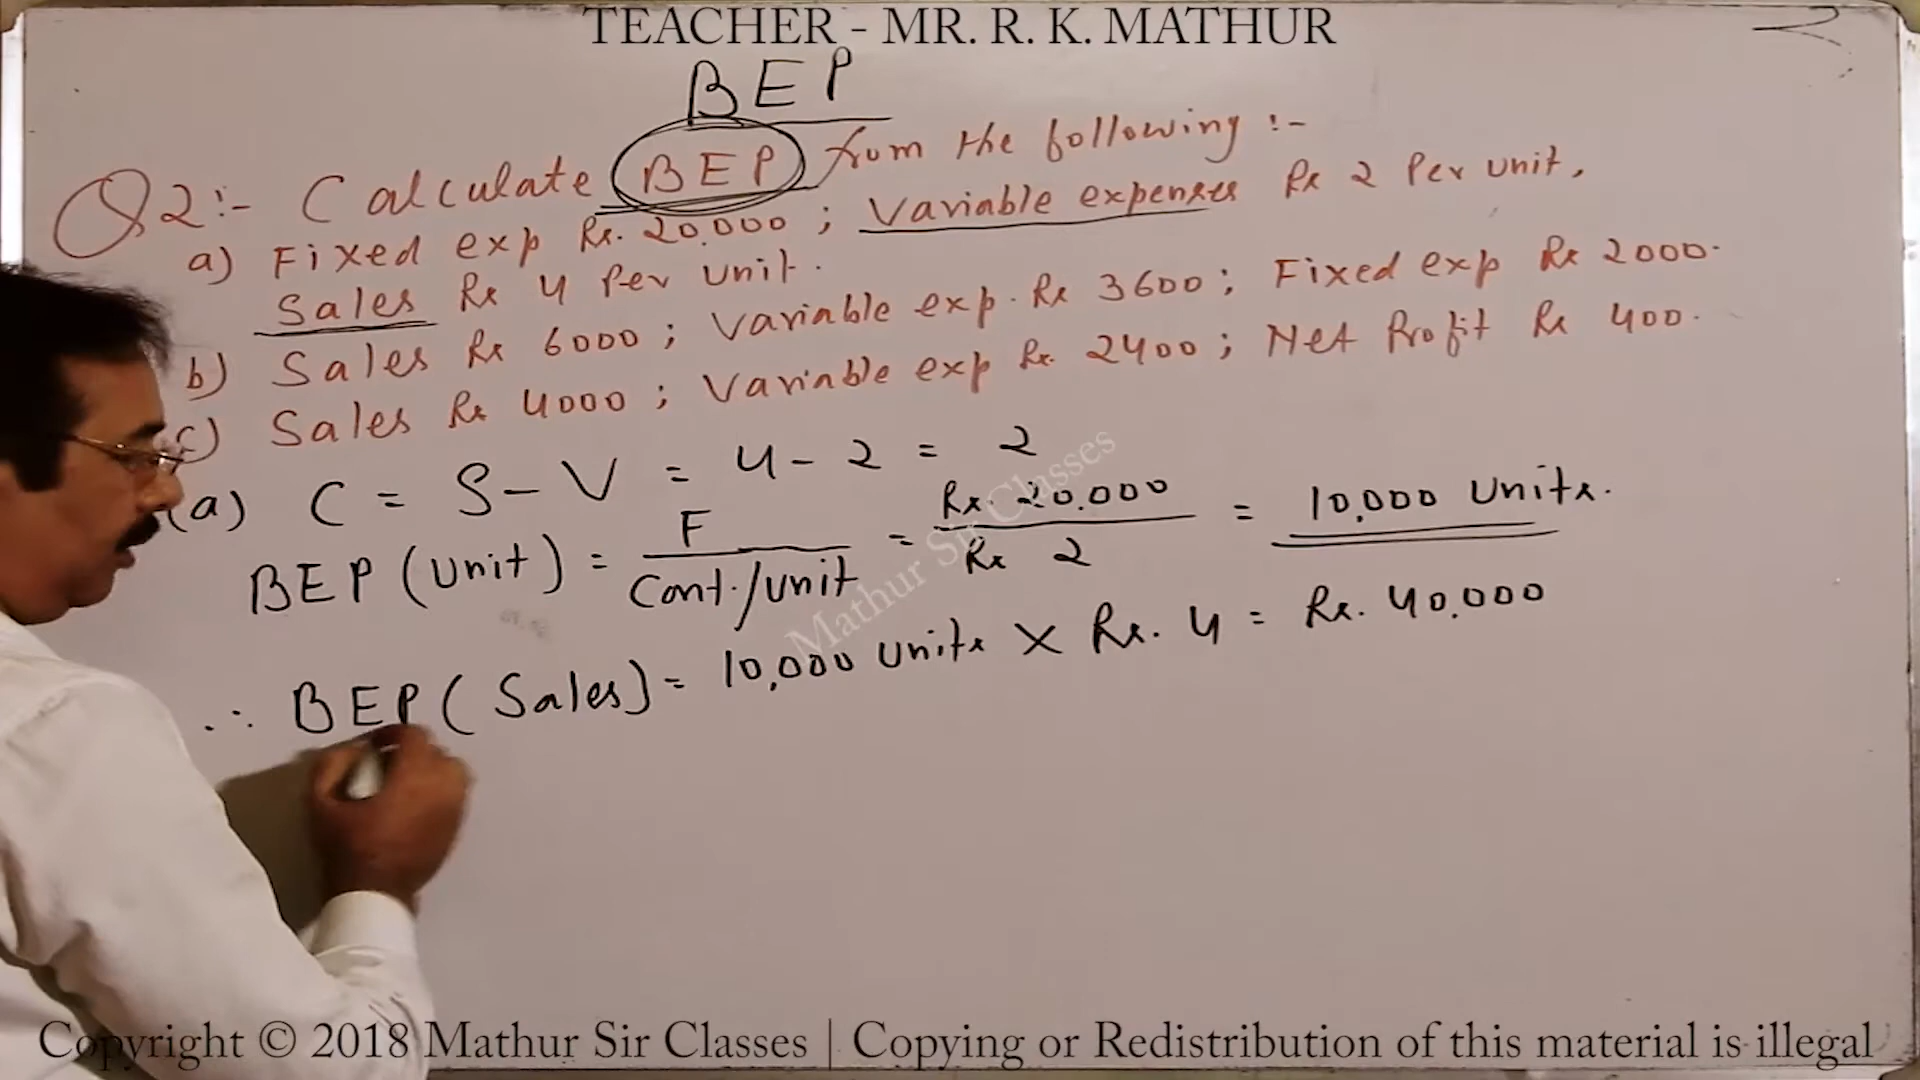 TEACHER - MR. R. K. MATHUR
BEP
Q2:- Calculate BEP from the following :-
a) Fixed exp Rs. 20,000 ; Variable expenses Rs 2 Per unit,
Sales Rs 4 Per unit.
b) Sales Rs 6000 ; Variable exp. Rs 3600 ; Fixed exp Rs 2000.
c) Sales Rs 4000 ; Variable exp Rs. 2400 ; Net Profit Rs 400.
(a) C = S - V = 4 - 2 = 2
BEP (Unit) = F / Cont./unit = Rs. 20,000 / Rs 2 = 10,000 Units.
∴ BEP (Sales) = 10,000 Units X Rs. 4 = Rs. 40,000
Mathur Sir Classes
Copyright © 2018 Mathur Sir Classes | Copying or Redistribution of this material is illegal